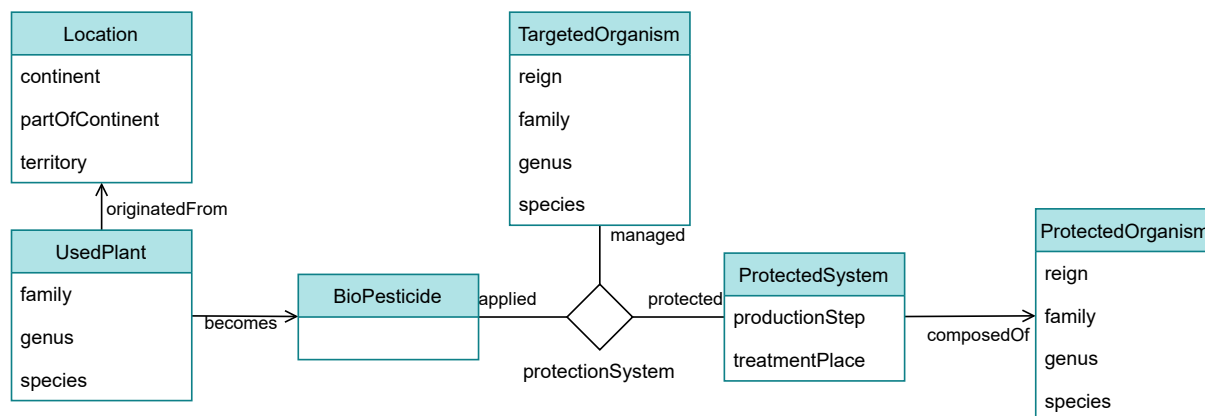 Location
continent
partOfContinent
territory
originatedFrom
UsedPlant
family
genus
species
becomes
BioPesticide
applied
TargetedOrganism
reign
family
genus
species
managed
protectionSystem
protected
ProtectedSystem
productionStep
treatmentPlace
composedOf
ProtectedOrganism
reign
family
genus
species